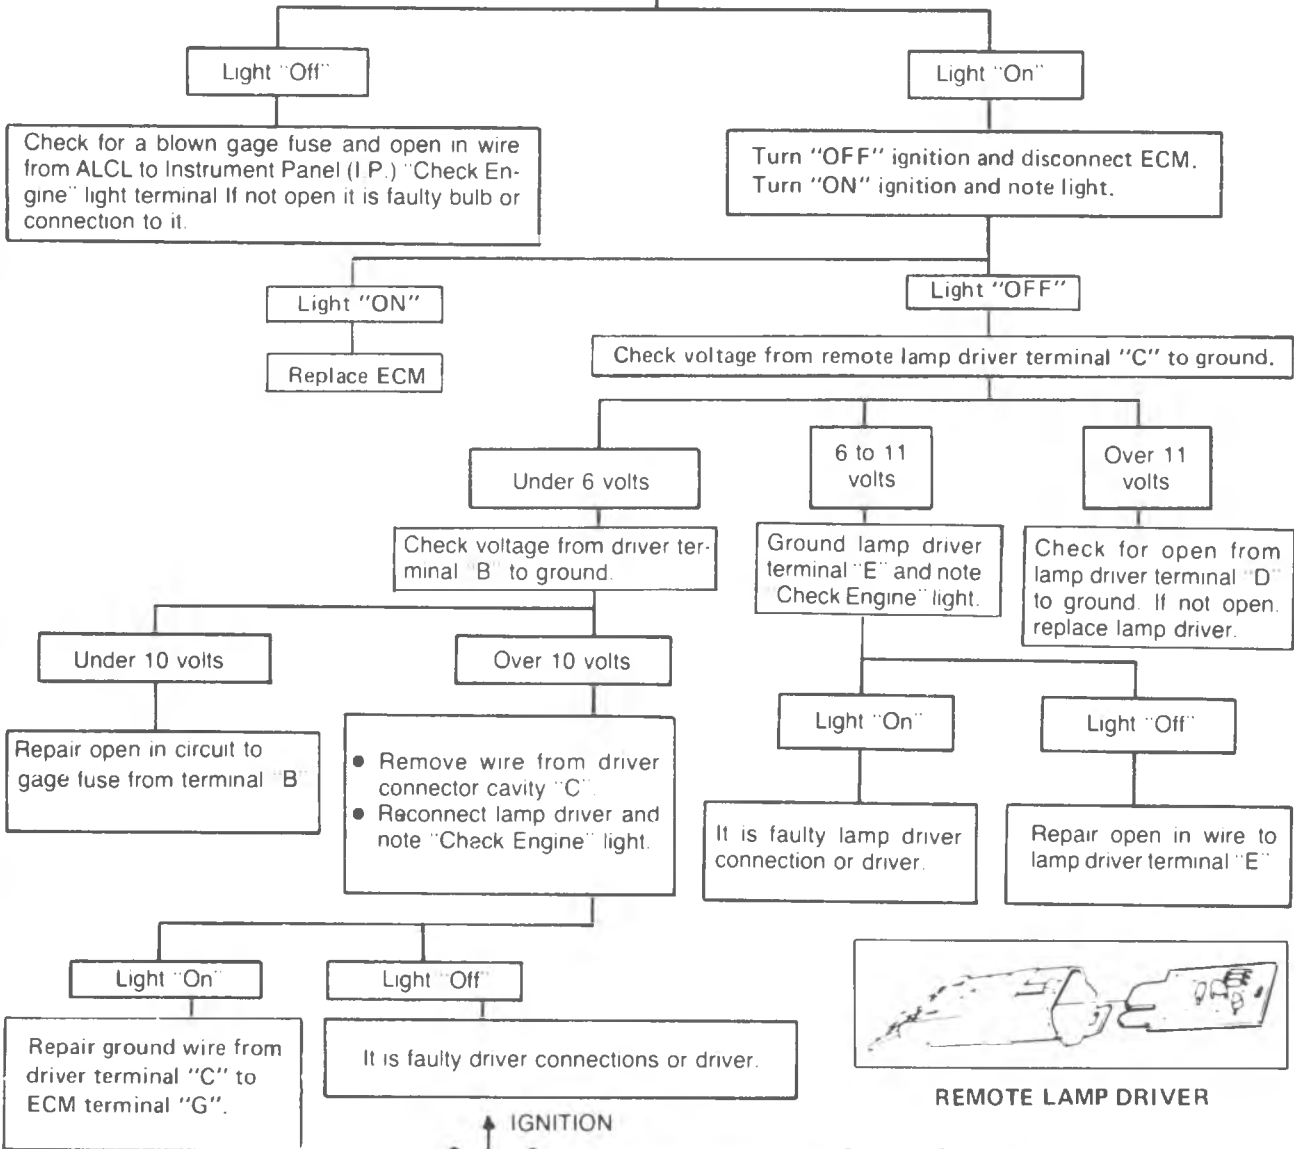 Light "Off"
Light "On"
Check for a blown gage fuse and open in wire
from ALCL to Instrument Panel (I.P.) "Check En-
gine" light terminal If not open it is faulty bulb or
connection to it.
Turn "OFF" ignition and disconnect ECM.
Turn "ON" ignition and note light.
Light "ON"
Light "OFF"
Replace ECM
Check voltage from remote lamp driver terminal "C" to ground.
Under 6 volts
6 to 11
volts
Over 11
volts
Check voltage from driver ter-
minal "B" to ground.
Ground lamp driver
terminal "E" and note
"Check Engine" light.
Check for open from
lamp driver terminal "D"
to ground. If not open,
replace lamp driver.
Under 10 volts
Over 10 volts
Light "On"
Light "Off"
Repair open in circuit to
gage fuse from terminal "B"
● Remove wire from driver
connector cavity "C".
● Reconnect lamp driver and
note "Check Engine" light.
It is faulty lamp driver
connection or driver.
Repair open in wire to
lamp driver terminal "E"
Light "On"
Light "Off"
Repair ground wire from
driver terminal "C" to
ECM terminal "G".
It is faulty driver connections or driver.
REMOTE LAMP DRIVER
IGNITION